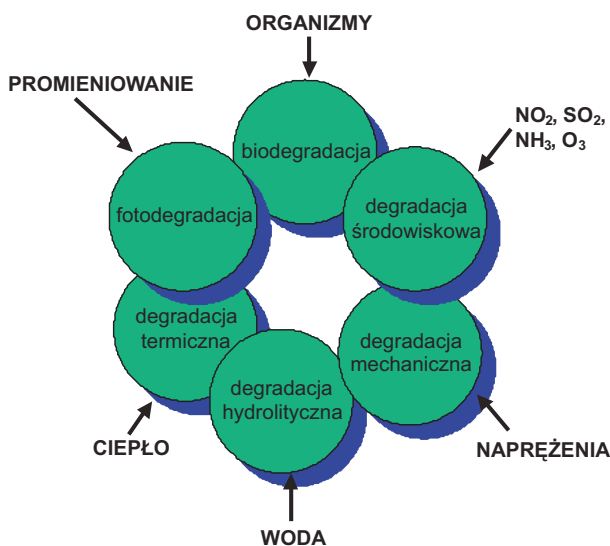 ORGANIZMY
PROMIENIOWANIE
NO₂, SO₂,
NH₃, O₃
biodegradacja
fotodegradacja
degradacja
środowiskowa
degradacja
termiczna
degradacja
mechaniczna
degradacja
hydrolityczna
CIEPŁO
NAPRĘŻENIA
WODA